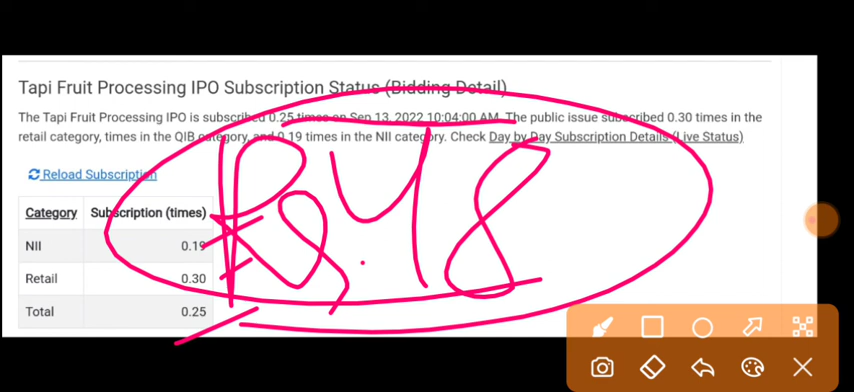 Tapi Fruit Processing IPO Subscription Status (Bidding Detail)
The Tapi Fruit Processing IPO is subscribed 0.25 times on Sep 13, 2022 10:04:00 AM. The public issue subscribed 0.30 times in the
retail category, times in the QIB category, and 0.19 times in the NII category. Check Day by Day Subscription Details (Live Status)
Reload Subscription
Category Subscription (times)
NII 0.19
Retail 0.30
Total 0.25
Rs. 48